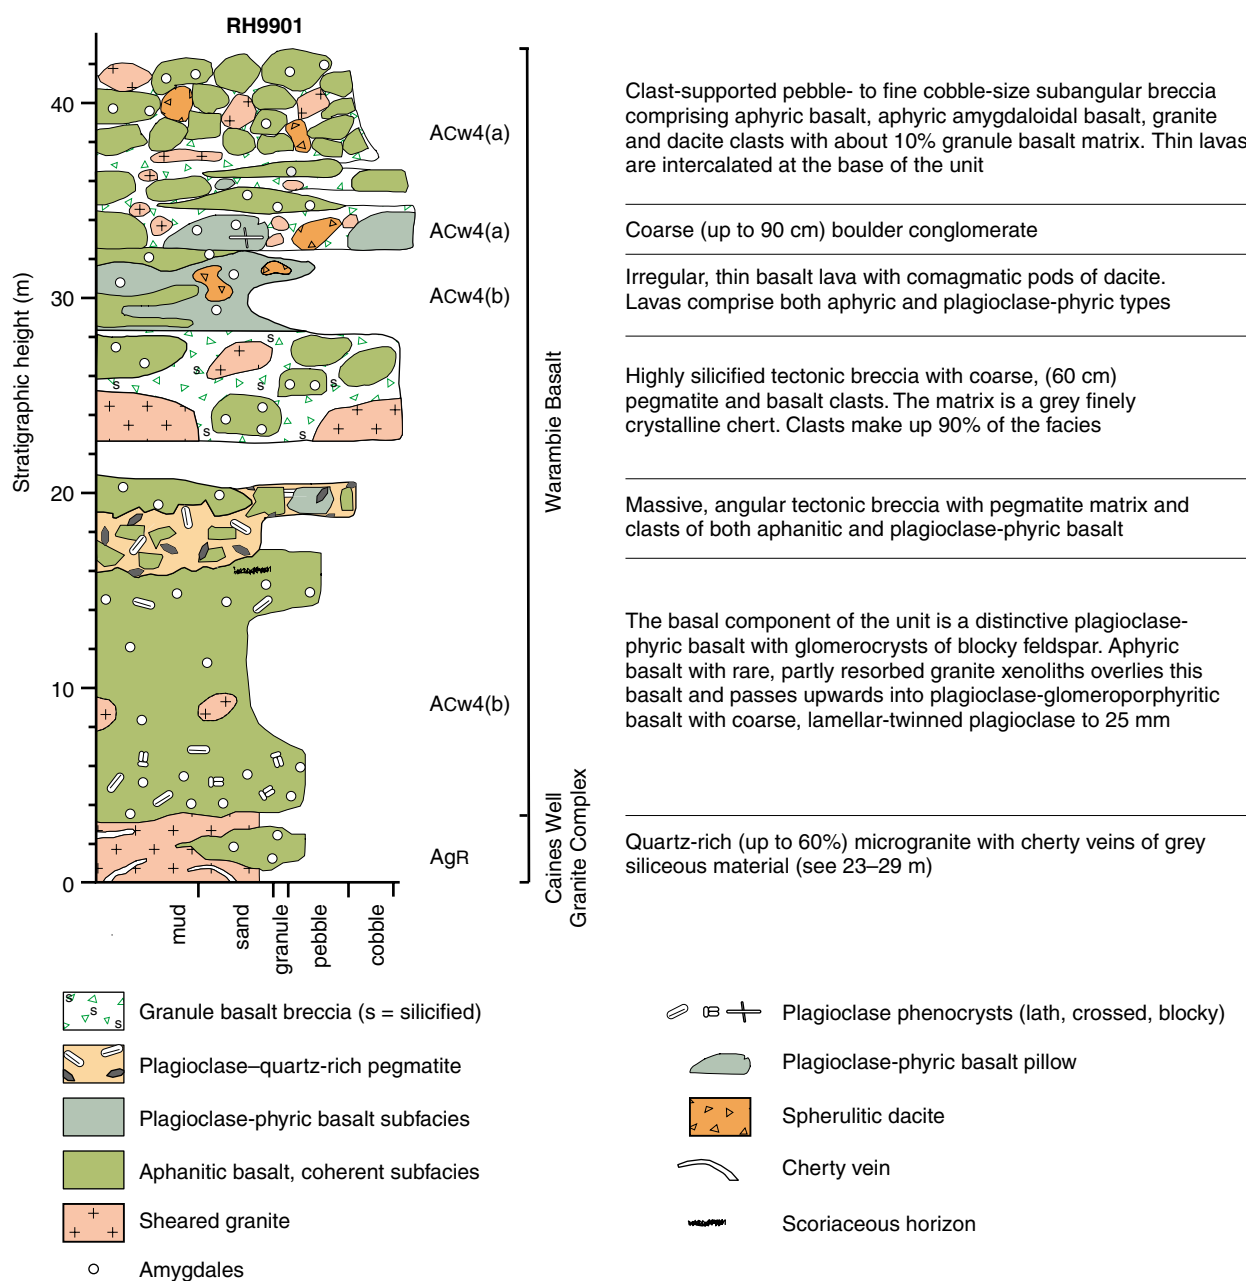 RH9901
Stratigraphic height (m)
40
30
20
10
0
mud
sand
granule
pebble
cobble
ACw4(a)
ACw4(a)
ACw4(b)
ACw4(b)
AgR
s
s
s
s
s
s
Warambie Basalt
Caines Well
Granite Complex
Clast-supported pebble- to fine cobble-size subangular breccia
comprising aphyric basalt, aphyric amygdaloidal basalt, granite
and dacite clasts with about 10% granule basalt matrix. Thin lavas
are intercalated at the base of the unit
Coarse (up to 90 cm) boulder conglomerate
Irregular, thin basalt lava with comagmatic pods of dacite.
Lavas comprise both aphyric and plagioclase-phyric types
Highly silicified tectonic breccia with coarse, (60 cm)
pegmatite and basalt clasts. The matrix is a grey finely
crystalline chert. Clasts make up 90% of the facies
Massive, angular tectonic breccia with pegmatite matrix and
clasts of both aphanitic and plagioclase-phyric basalt
The basal component of the unit is a distinctive plagioclase-
phyric basalt with glomerocrysts of blocky feldspar. Aphyric
basalt with rare, partly resorbed granite xenoliths overlies this
basalt and passes upwards into plagioclase-glomeroporphyritic
basalt with coarse, lamellar-twinned plagioclase to 25 mm
Quartz-rich (up to 60%) microgranite with cherty veins of grey
siliceous material (see 23–29 m)
s
s
s
Granule basalt breccia (s = silicified)
Plagioclase–quartz-rich pegmatite
Plagioclase-phyric basalt subfacies
Aphanitic basalt, coherent subfacies
Sheared granite
Amygdales
Plagioclase phenocrysts (lath, crossed, blocky)
Plagioclase-phyric basalt pillow
Spherulitic dacite
Cherty vein
Scoriaceous horizon